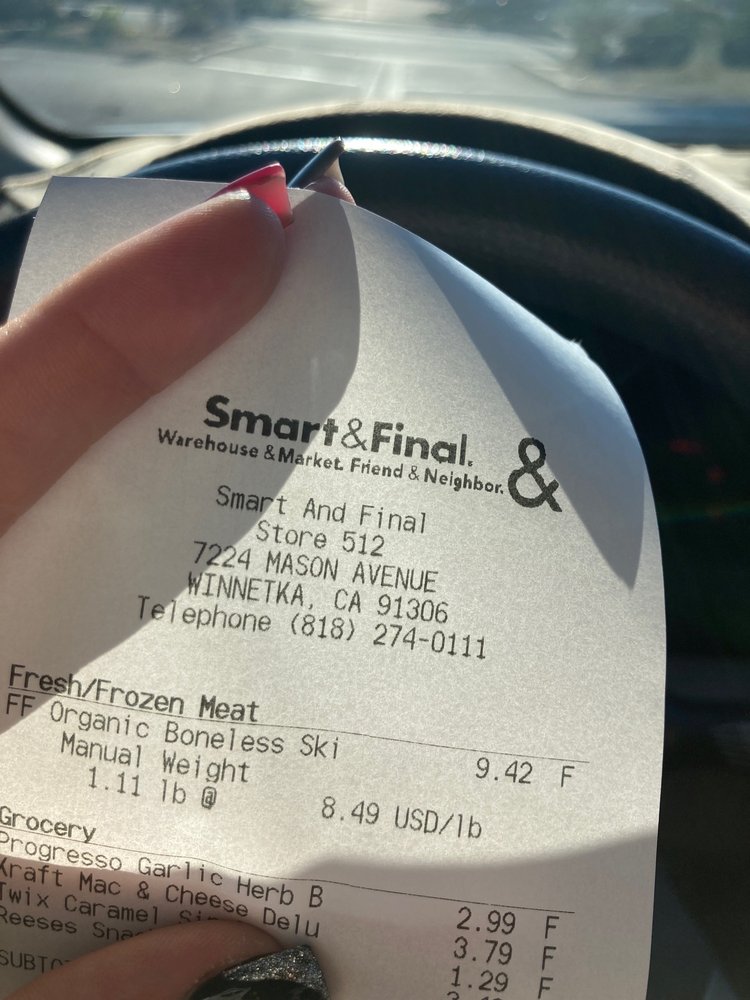 Smart&Final.
Warehouse & Market. Friend & Neighbor. &
Smart And Final
Store 512
7224 MASON AVENUE
WINNETKA, CA 91306
Telephone (818) 274-0111
Fresh/Frozen Meat
FF Organic Boneless Ski 9.42 F
Manual Weight
1.11 lb @ 8.49 USD/lb
Grocery
Progresso Garlic Herb B 2.99 F
Kraft Mac & Cheese Delu 3.79 F
Twix Caramel 1.29 F
Reeses